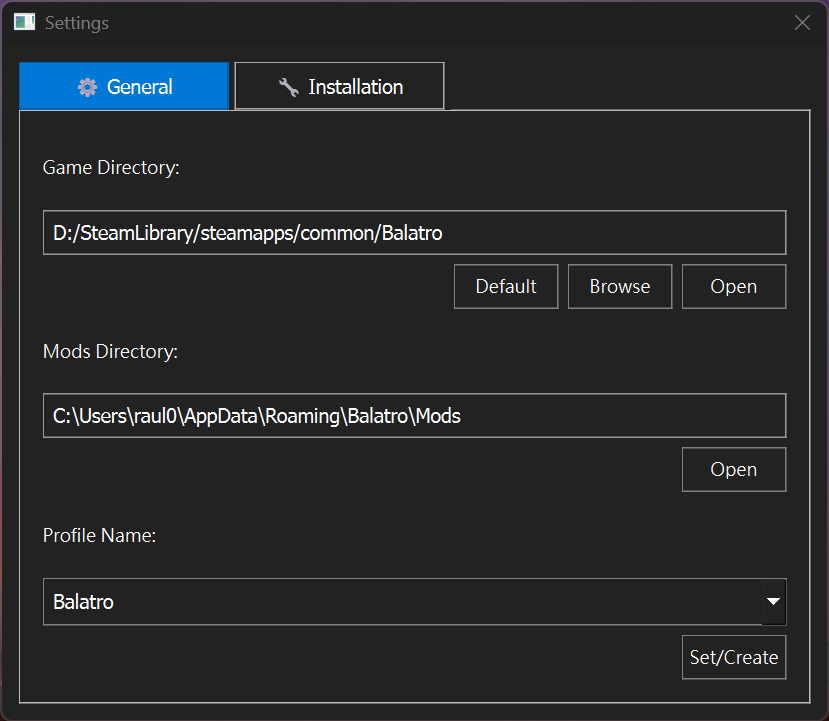 Settings
General
Installation
Game Directory:
D:/SteamLibrary/steamapps/common/Balatro
Default
Browse
Open
Mods Directory:
C:\Users\raul0\AppData\Roaming\Balatro\Mods
Open
Profile Name:
Balatro
Set/Create